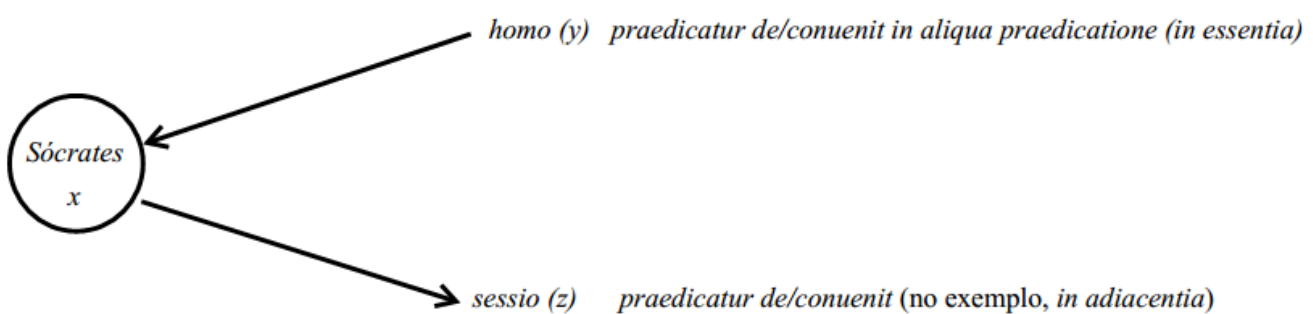 homo (y) praedicatur de/conuenit in aliqua praedicatione (in essentia)
Sócrates
x
sessio (z) praedicatur de/conuenit (no exemplo, in adiacentia)